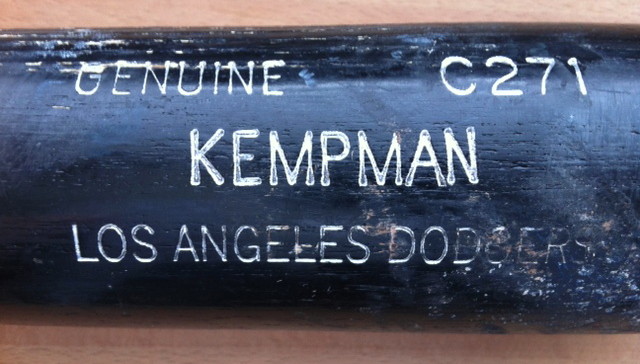 GENUINE C271
KEMPMAN
LOS ANGELES DODGERS